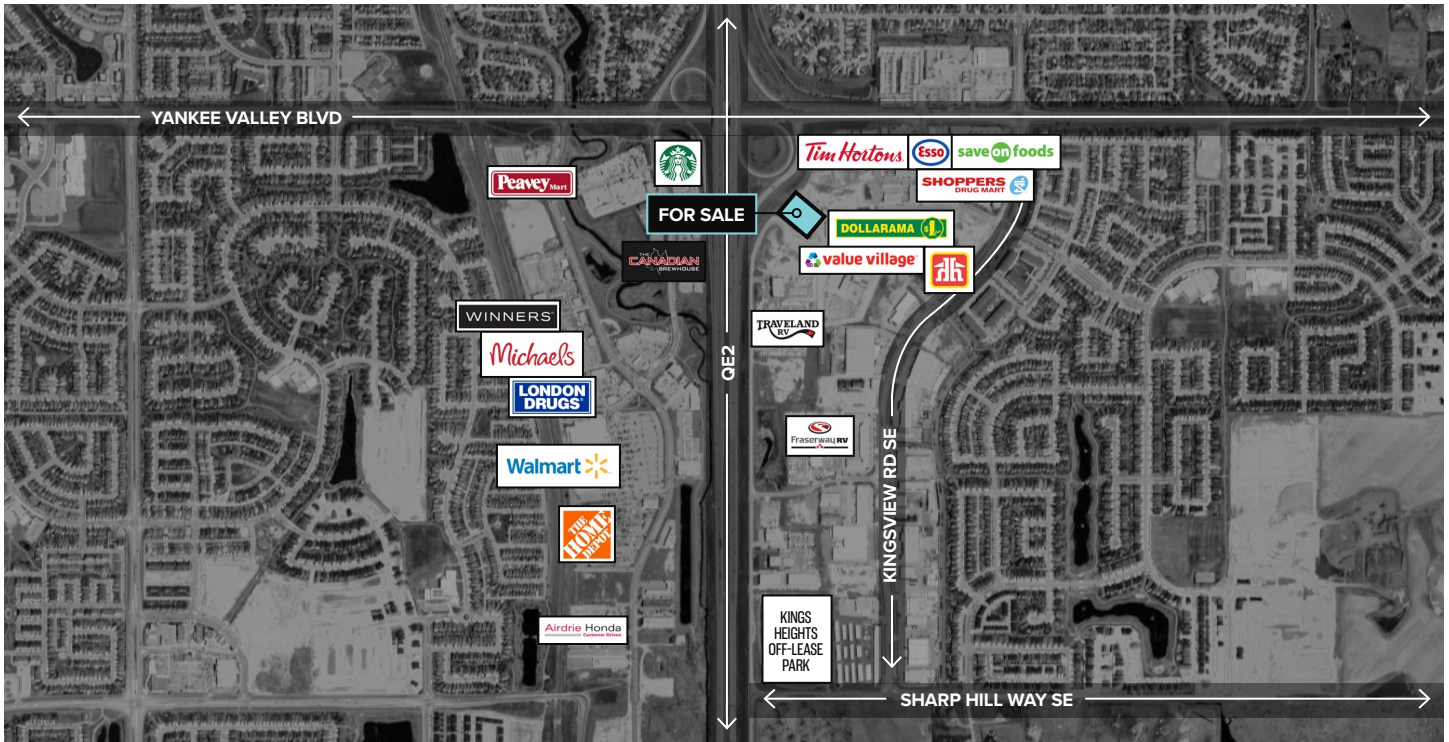 YANKEE VALLEY BLVD
Tim Hortons.
Esso
save on foods
Peavey Mart
SHOPPERS
DRUG MART
FOR SALE
DOLLARAMA $1
THE
CANADIAN
BREWHOUSE
value village
WINNERS
TRAVELAND
RV
Michaels
QE2
LONDON
DRUGS
Fraserway RV
Walmart
THE
HOME
DEPOT
KINGSVIEW RD SE
Airdrie Honda
Customer Driven
KINGS
HEIGHTS
OFF-LEASE
PARK
SHARP HILL WAY SE